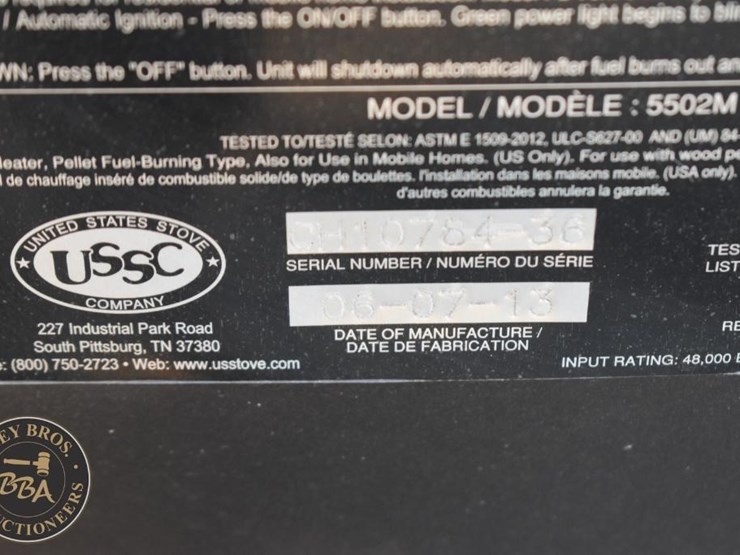 / Automatic Ignition - Press the ON/OFF button. Green power light begins to
WN: Press the "OFF" button. Unit will shutdown automatically after fuel burns out
MODEL / MODÈLE : 5502M
TESTED TO/TESTÉ SELON: ASTM E 1509-2012, ULC-S627-00 AND (UM) 84-
leater, Pellet Fuel-Burning Type, Also for Use in Mobile Homes. (US Only). For use with wood pe
l de chauffage inséré de combustible solide/de type de boulettes. l'installation dans les maisons mobile. (USA only).
d'autres combustibles annulera la garantie.
UNITED STATES STOVE
USSC
COMPANY
227 Industrial Park Road
South Pittsburg, TN 37380
e: (800) 750-2723 • Web: www.usstove.com
CH10784-36
SERIAL NUMBER / NUMÉRO DU SÉRIE
06-07-13
DATE OF MANUFACTURE /
DATE DE FABRICATION
TES
LIST
RE
INPUT RATING: 48,000 B
EY BROS.
BBA
CTIONEERS